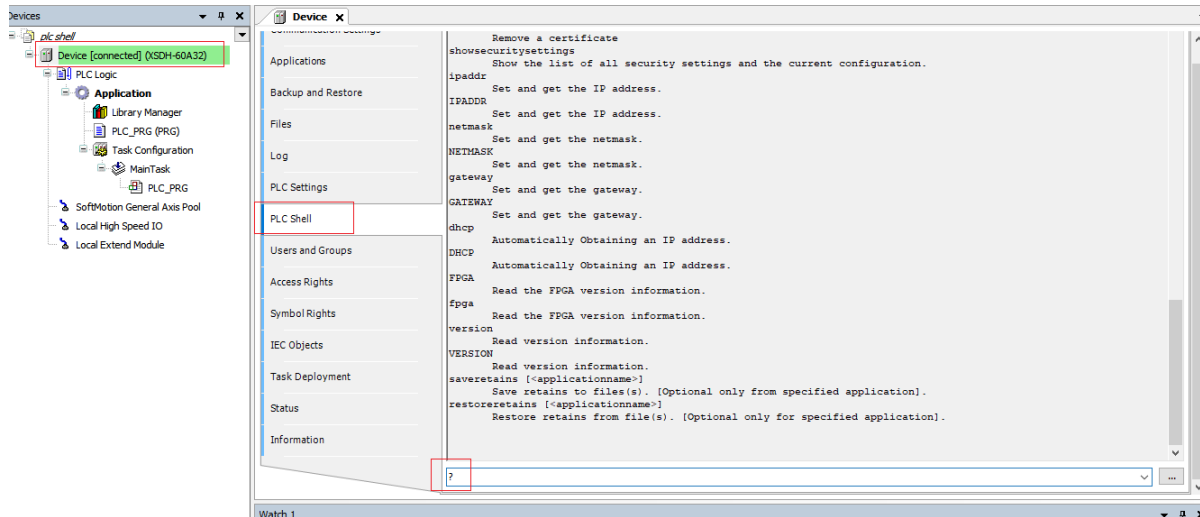 Devices
Device
plc shell
Device [connected] (XSDH-60A32)
PLC Logic
Application
Library Manager
PLC_PRG (PRG)
Task Configuration
MainTask
PLC_PRG
SoftMotion General Axis Pool
Local High Speed IO
Local Extend Module
Communication Settings
Applications
Backup and Restore
Files
Log
PLC Settings
PLC Shell
Users and Groups
Access Rights
Symbol Rights
IEC Objects
Task Deployment
Status
Information
Remove a certificate
showsecuritysettings
Show the list of all security settings and the current configuration.
ipaddr
Set and get the IP address.
IPADDR
Set and get the IP address.
netmask
Set and get the netmask.
NETMASK
Set and get the netmask.
gateway
Set and get the gateway.
GATEWAY
Set and get the gateway.
dhcp
Automatically Obtaining an IP address.
DHCP
Automatically Obtaining an IP address.
FPGA
Read the FPGA version information.
fpga
Read the FPGA version information.
version
Read version information.
VERSION
Read version information.
saveretains [<applicationname>]
Save retains to files(s). [Optional only from specified application].
restoreretains [<applicationname>]
Restore retains from file(s). [Optional only for specified application].
?
...
Watch 1